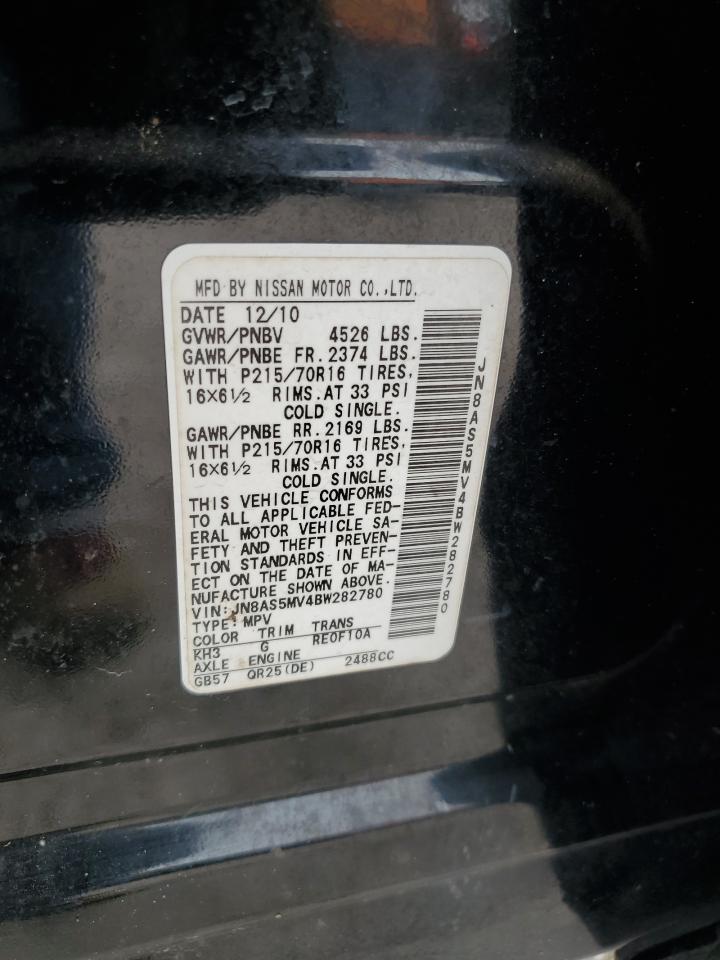 MFD BY NISSAN MOTOR CO.,LTD.
DATE 12/10
GVWR/PNBV 4526 LBS.
GAWR/PNBE FR. 2374 LBS.
WITH P215/70R16 TIRES,
16×6½ RIMS. AT 33 PSI
COLD SINGLE.
GAWR/PNBE RR. 2169 LBS.
WITH P215/70R16 TIRES,
16×6½ RIMS. AT 33 PSI
COLD SINGLE.
THIS VEHICLE CONFORMS
TO ALL APPLICABLE FED-
ERAL MOTOR VEHICLE SA-
FETY AND THEFT PREVEN-
TION STANDARDS IN EFF-
ECT ON THE DATE OF MA-
NUFACTURE SHOWN ABOVE.
VIN:JN8AS5MV4BW282780
TYPE:MPV
COLOR TRIM TRANS
KH3 G RE0F10A
AXLE ENGINE
GB57 QR25(DE) 2488CC
JN8AS5MV4BW282780